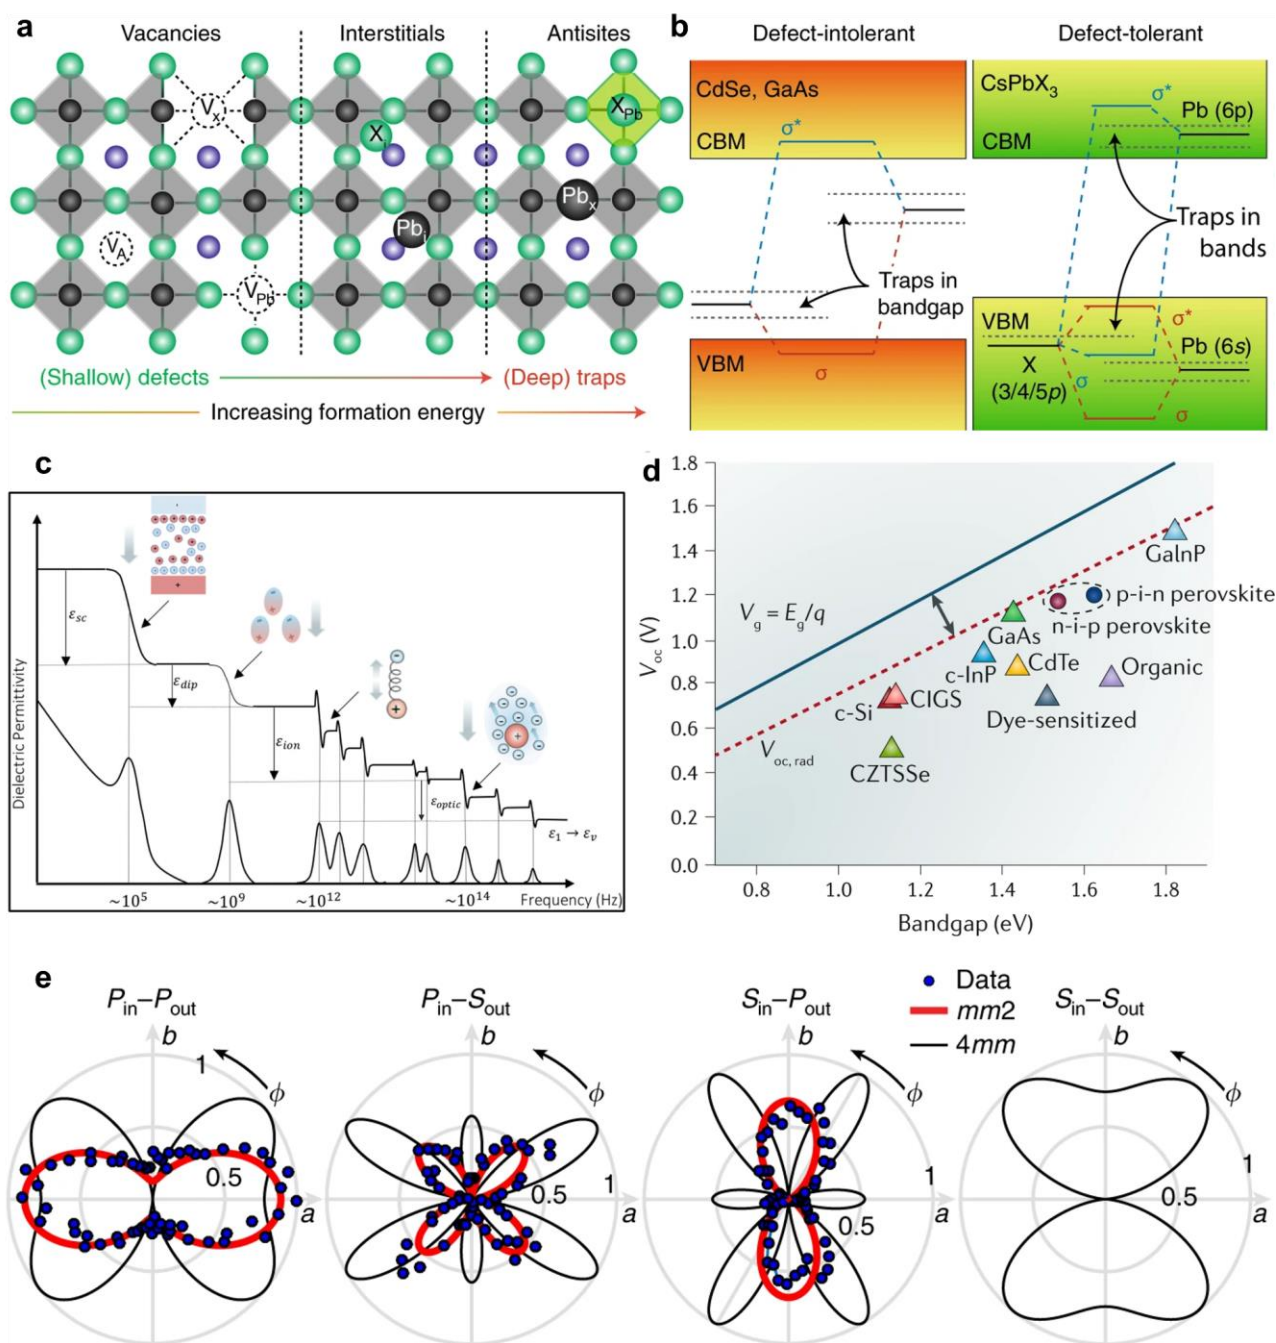 a
Vacancies
Interstitials
Antisites
V_x
X_i
X_Pb
Pb_x
V_A
Pb_i
V_Pb
(Shallow) defects
(Deep) traps
Increasing formation energy
b
Defect-intolerant
Defect-tolerant
CdSe, GaAs
CBM
σ*
Traps in
bandgap
VBM
σ
CsPbX3
σ*
Pb (6p)
CBM
Traps in
bands
VBM
σ*
Pb (6s)
X
σ
(3/4/5p)
σ
c
Dielectric Permittivity
ε_sc
ε_dip
ε_ion
ε_optic
ε_1 → ε_v
~10^5
~10^9
~10^12
~10^14
Frequency (Hz)
d
1.8
1.6
1.4
1.2
1.0
0.8
0.6
0.4
0.2
0.0
V_oc (V)
V_g = E_g/q
GaInP
p-i-n perovskite
n-i-p perovskite
GaAs
c-InP
CdTe
Organic
c-Si
CIGS
Dye-sensitized
V_oc, rad
CZTSSe
0.8
1.0
1.2
1.4
1.6
1.8
Bandgap (eV)
e
P_in–P_out
P_in–S_out
S_in–P_out
S_in–S_out
Data
mm2
4mm
b
1
ϕ
0.5
a
b
ϕ
0.5
1
a
b
ϕ
1
0.5
a
b
ϕ
1
0.5
a